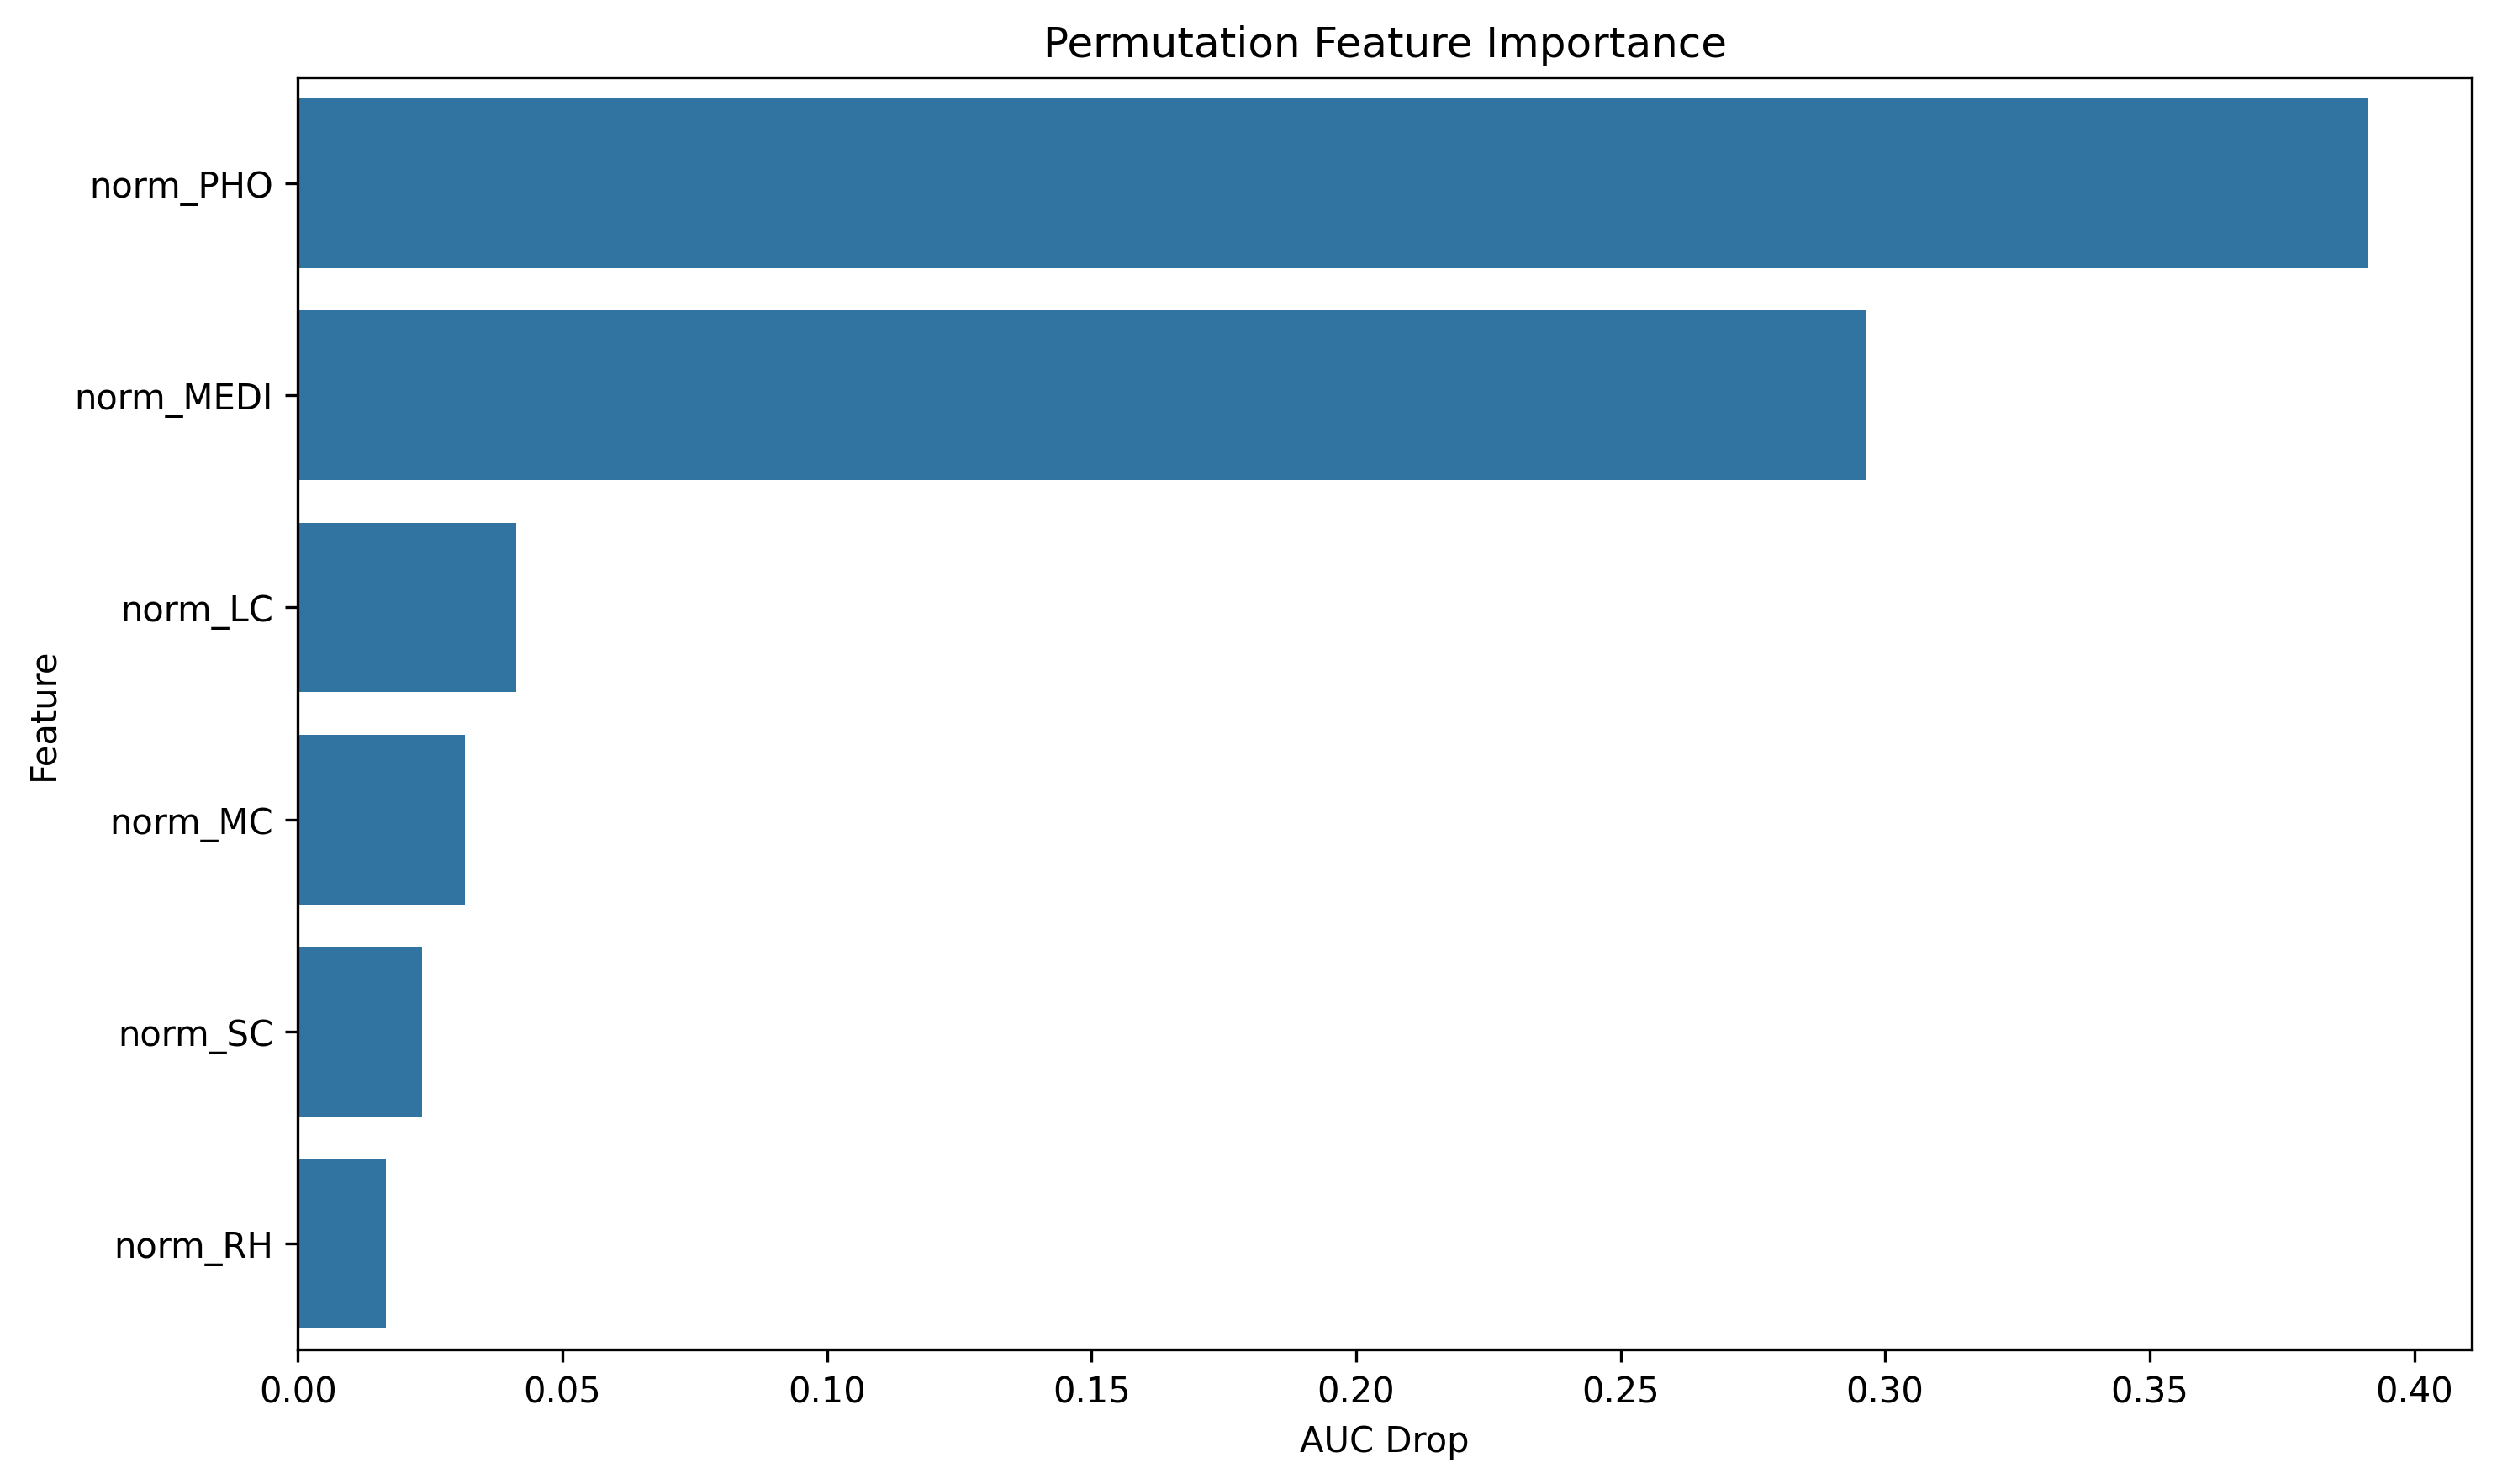 Permutation Feature Importance
norm_PHO
norm_MEDI
norm_LC
norm_MC
norm_SC
norm_RH
Feature
0.00 0.05 0.10 0.15 0.20 0.25 0.30 0.35 0.40
AUC Drop